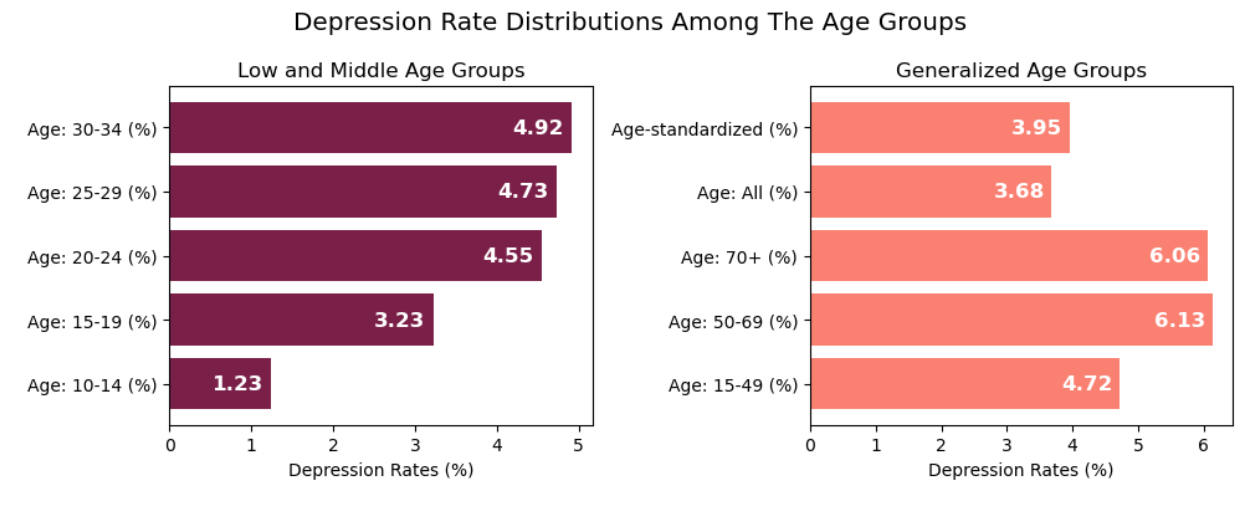 Depression Rate Distributions Among The Age Groups
Low and Middle Age Groups
Age: 30-34 (%)
4.92
Age: 25-29 (%)
4.73
Age: 20-24 (%)
4.55
Age: 15-19 (%)
3.23
Age: 10-14 (%)
1.23
0 1 2 3 4 5
Depression Rates (%)
Generalized Age Groups
Age-standardized (%)
3.95
Age: All (%)
3.68
Age: 70+ (%)
6.06
Age: 50-69 (%)
6.13
Age: 15-49 (%)
4.72
0 1 2 3 4 5 6
Depression Rates (%)